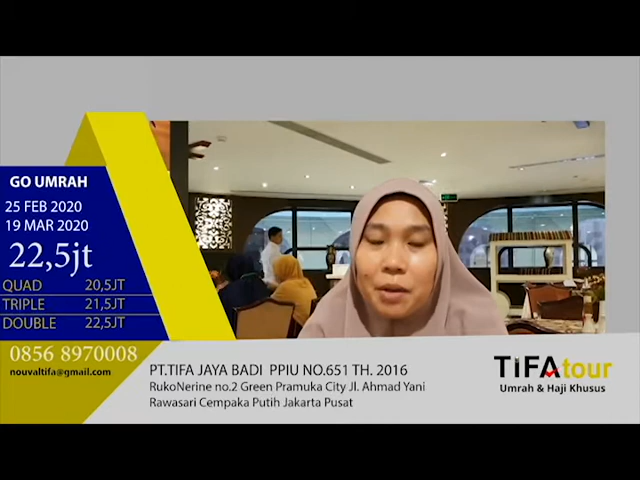 GO UMRAH
25 FEB 2020
19 MAR 2020
22,5jt
QUAD 20,5JT
TRIPLE 21,5JT
DOUBLE 22,5JT
0856 8970008
nouvaltifa@gmail.com
PT.TIFA JAYA BADI PPIU NO.651 TH. 2016
RukoNerine no.2 Green Pramuka City Jl. Ahmad Yani
Rawasari Cempaka Putih Jakarta Pusat
TiFAtour
Umrah & Haji Khusus